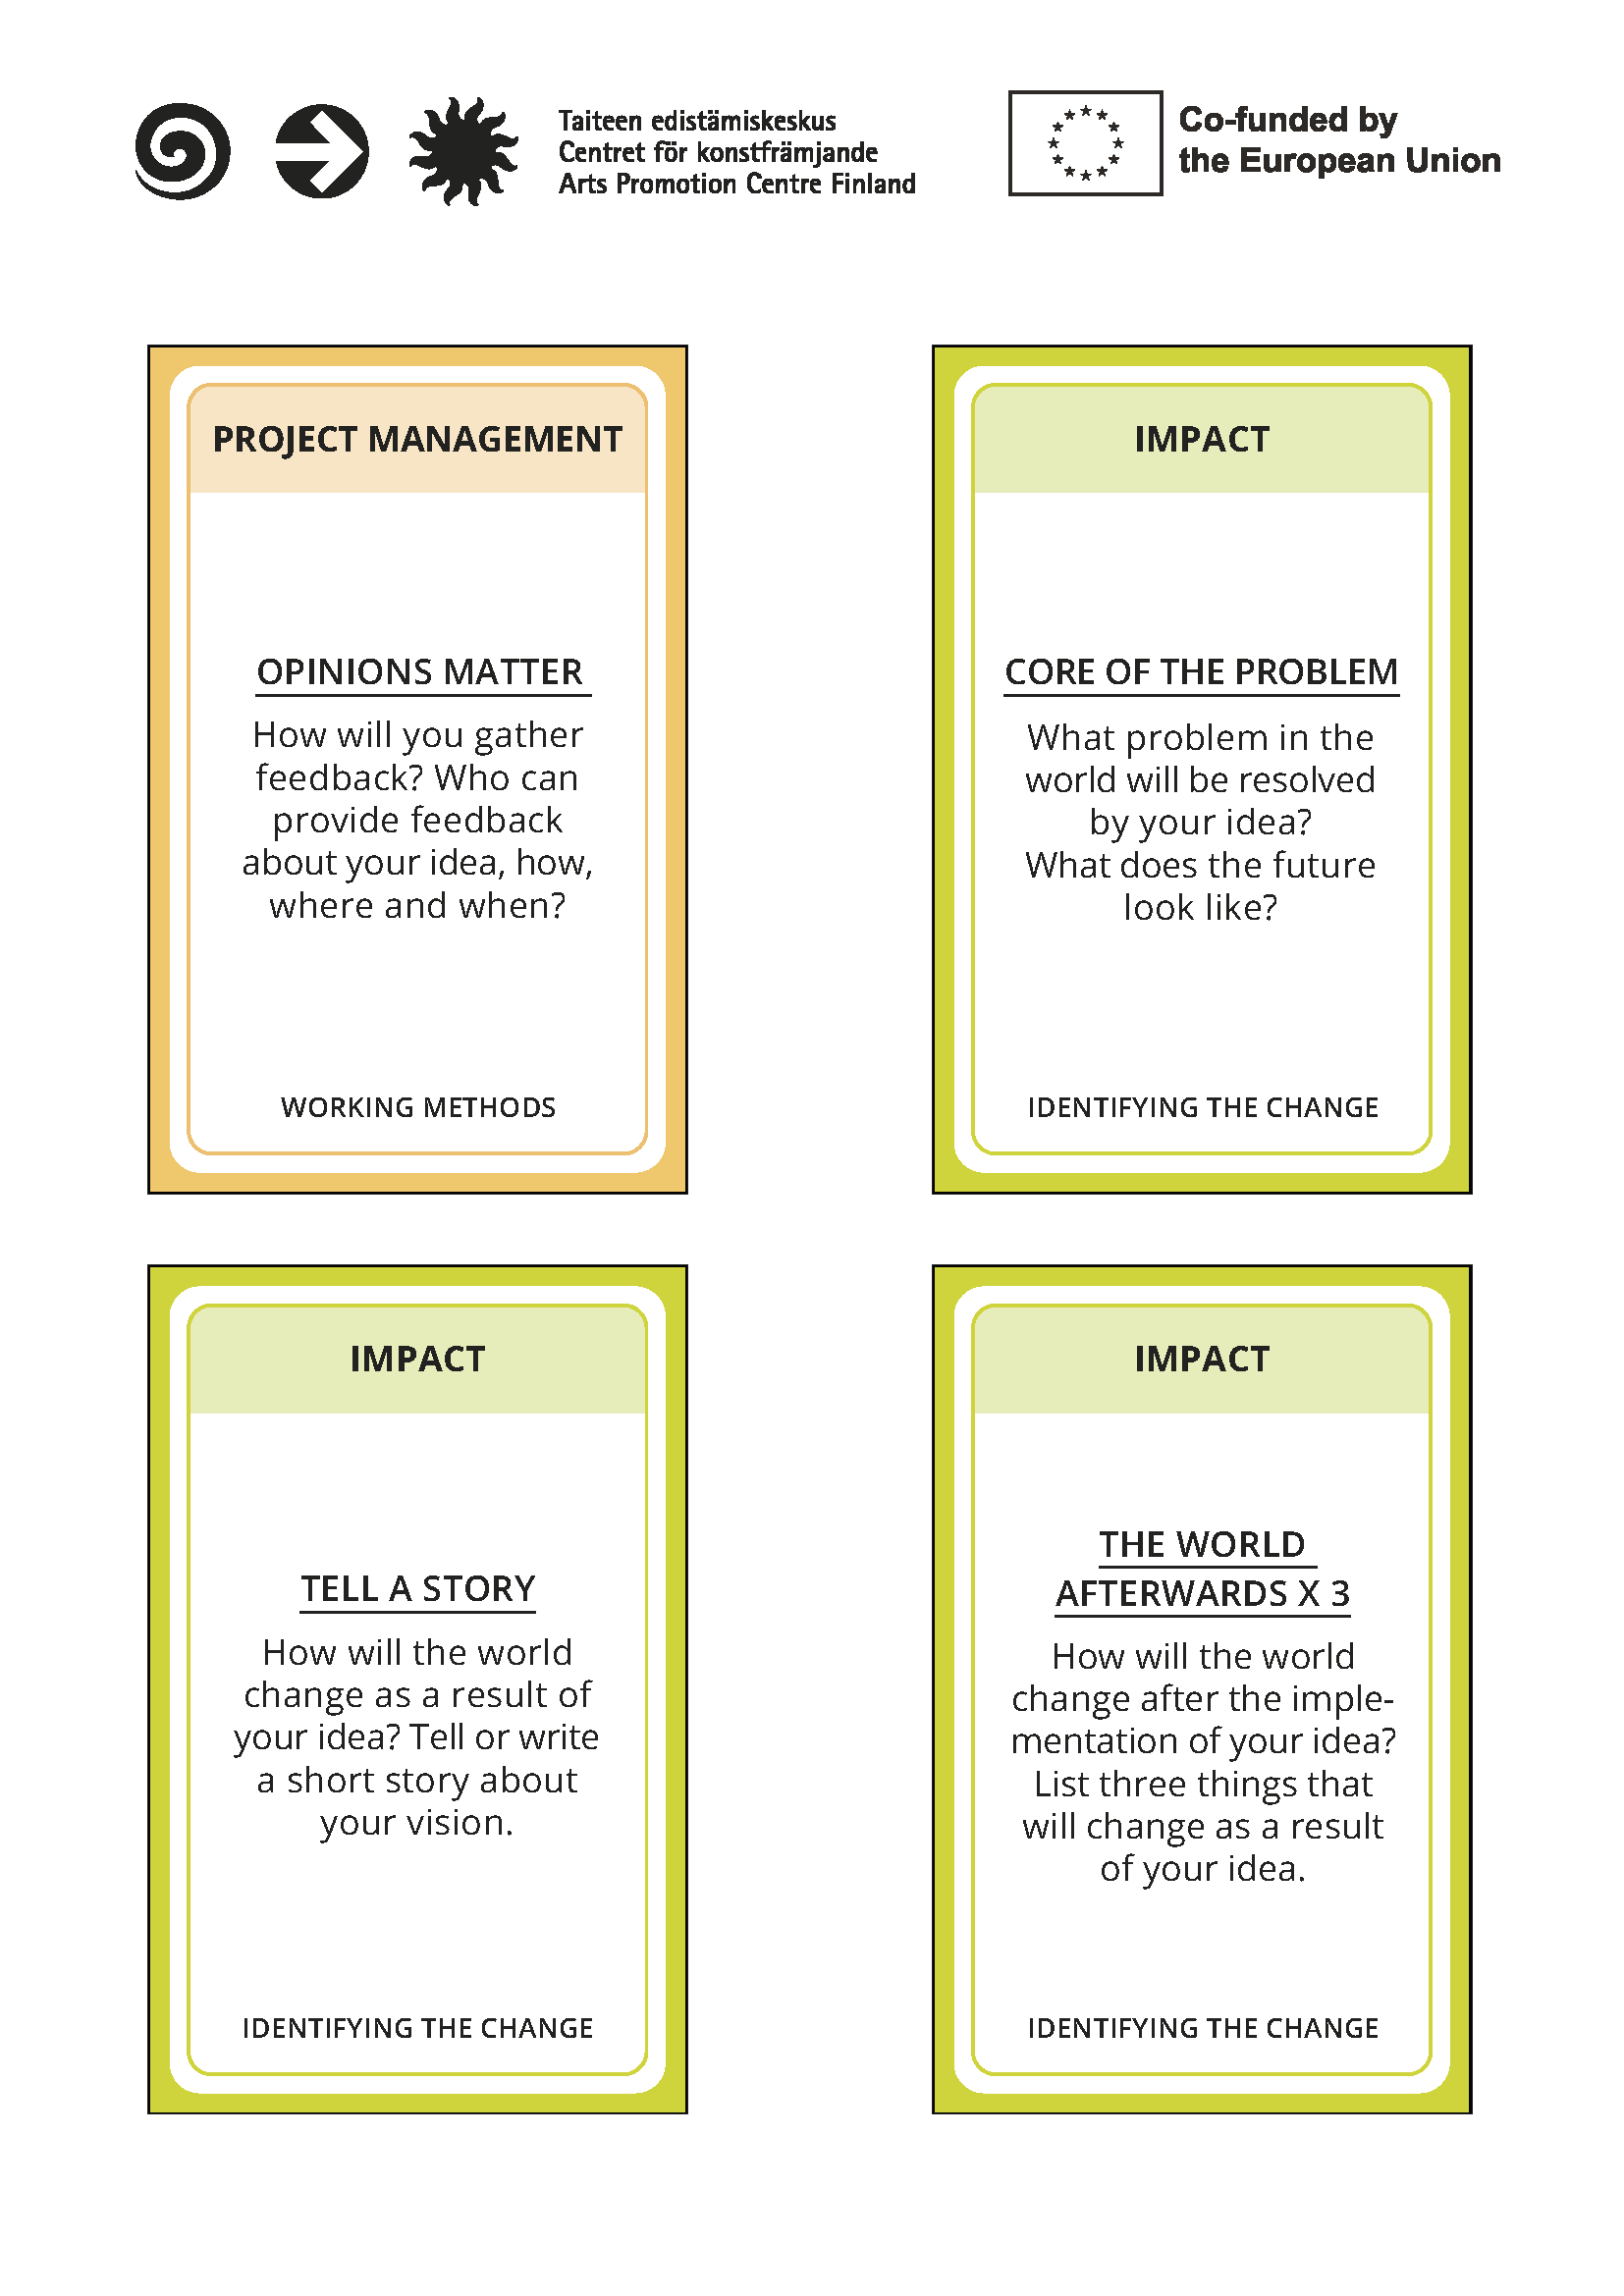 Taiteen edistämiskeskus
Centret för konstfrämjande
Arts Promotion Centre Finland
Co-funded by
the European Union
PROJECT MANAGEMENT
OPINIONS MATTER
How will you gather
feedback? Who can
provide feedback
about your idea, how,
where and when?
WORKING METHODS
IMPACT
CORE OF THE PROBLEM
What problem in the
world will be resolved
by your idea?
What does the future
look like?
IDENTIFYING THE CHANGE
IMPACT
TELL A STORY
How will the world
change as a result of
your idea? Tell or write
a short story about
your vision.
IDENTIFYING THE CHANGE
IMPACT
THE WORLD
AFTERWARDS X 3
How will the world
change after the imple-
mentation of your idea?
List three things that
will change as a result
of your idea.
IDENTIFYING THE CHANGE